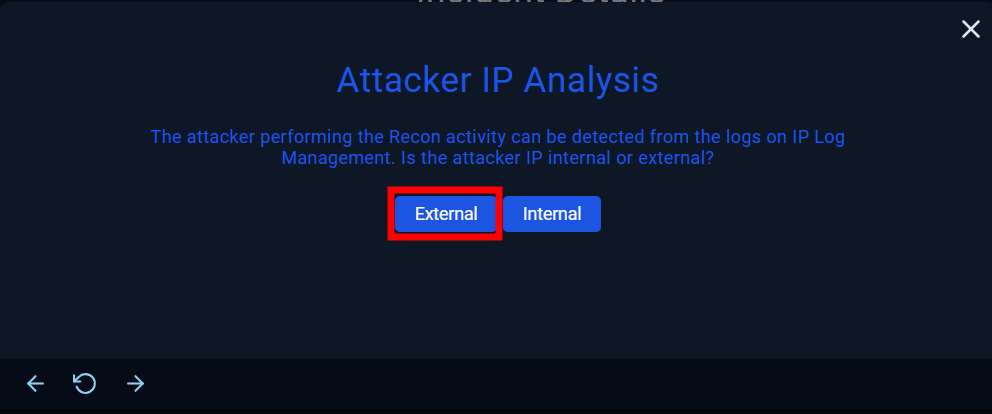 Incident Details
Attacker IP Analysis
The attacker performing the Recon activity can be detected from the logs on IP Log
Management. Is the attacker IP internal or external?
External
Internal